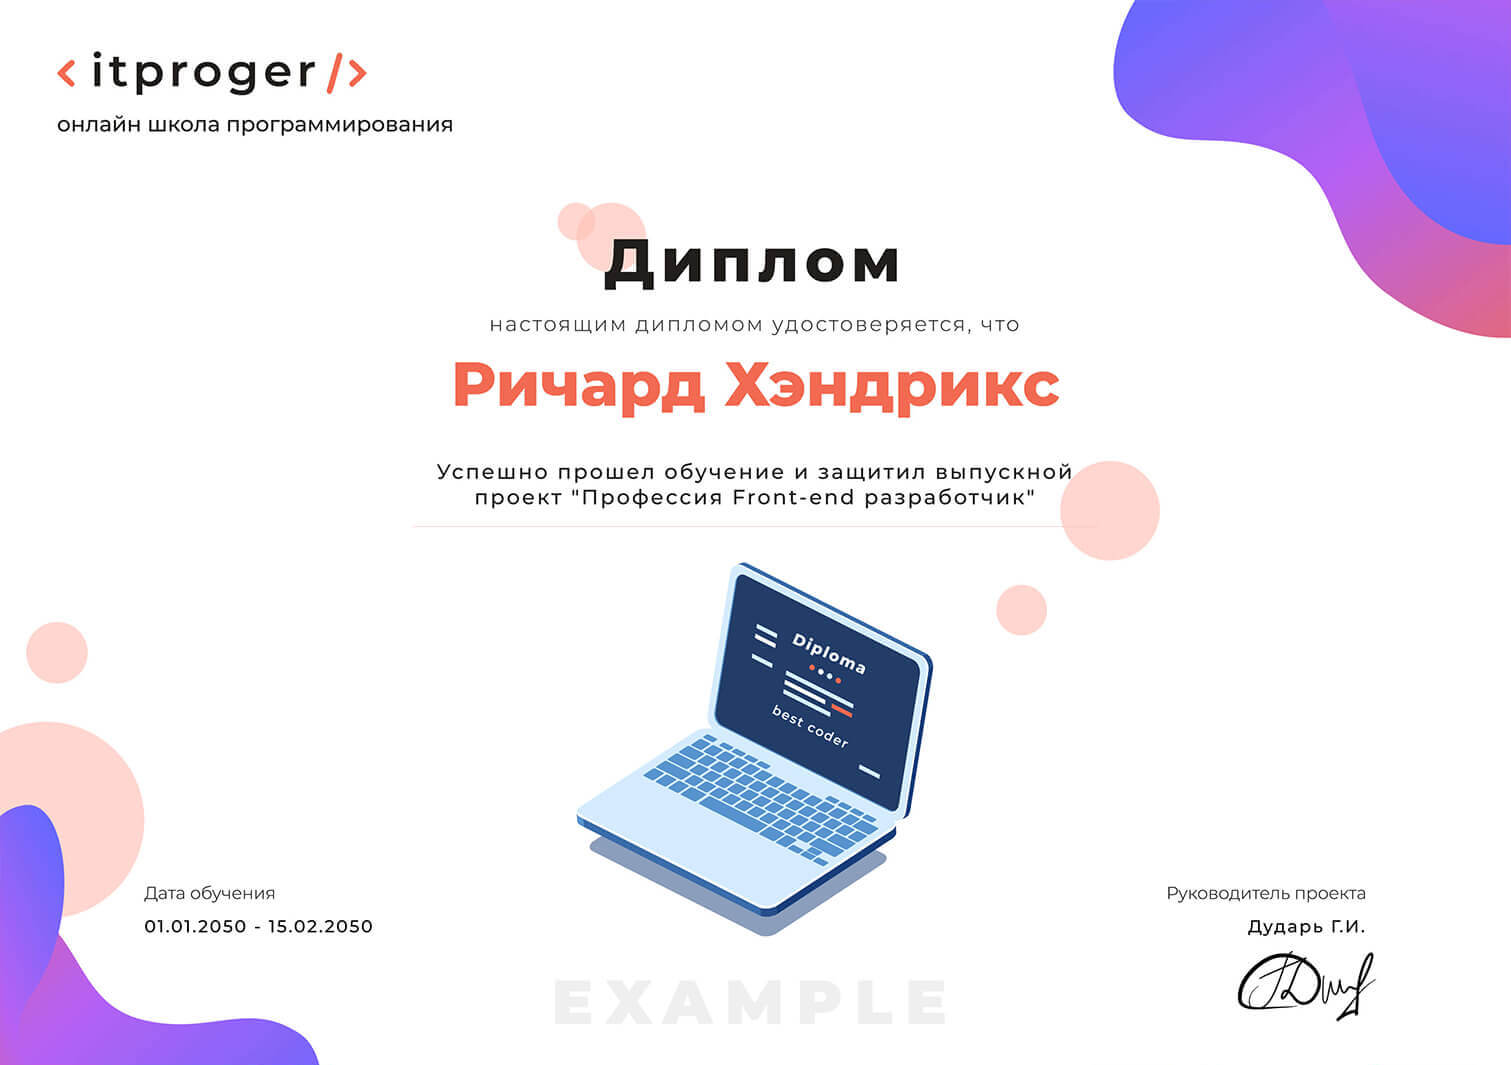 <itproger/>
онлайн школа программирования
Диплом
настоящим дипломом удостоверяется, что
Ричард Хэндрикс
Успешно прошел обучение и защитил выпускной
проект "Профессия Front-end разработчик"
Diploma
best coder
Дата обучения
01.01.2050 - 15.02.2050
Руководитель проекта
Дударь Г.И.
EXAMPLE